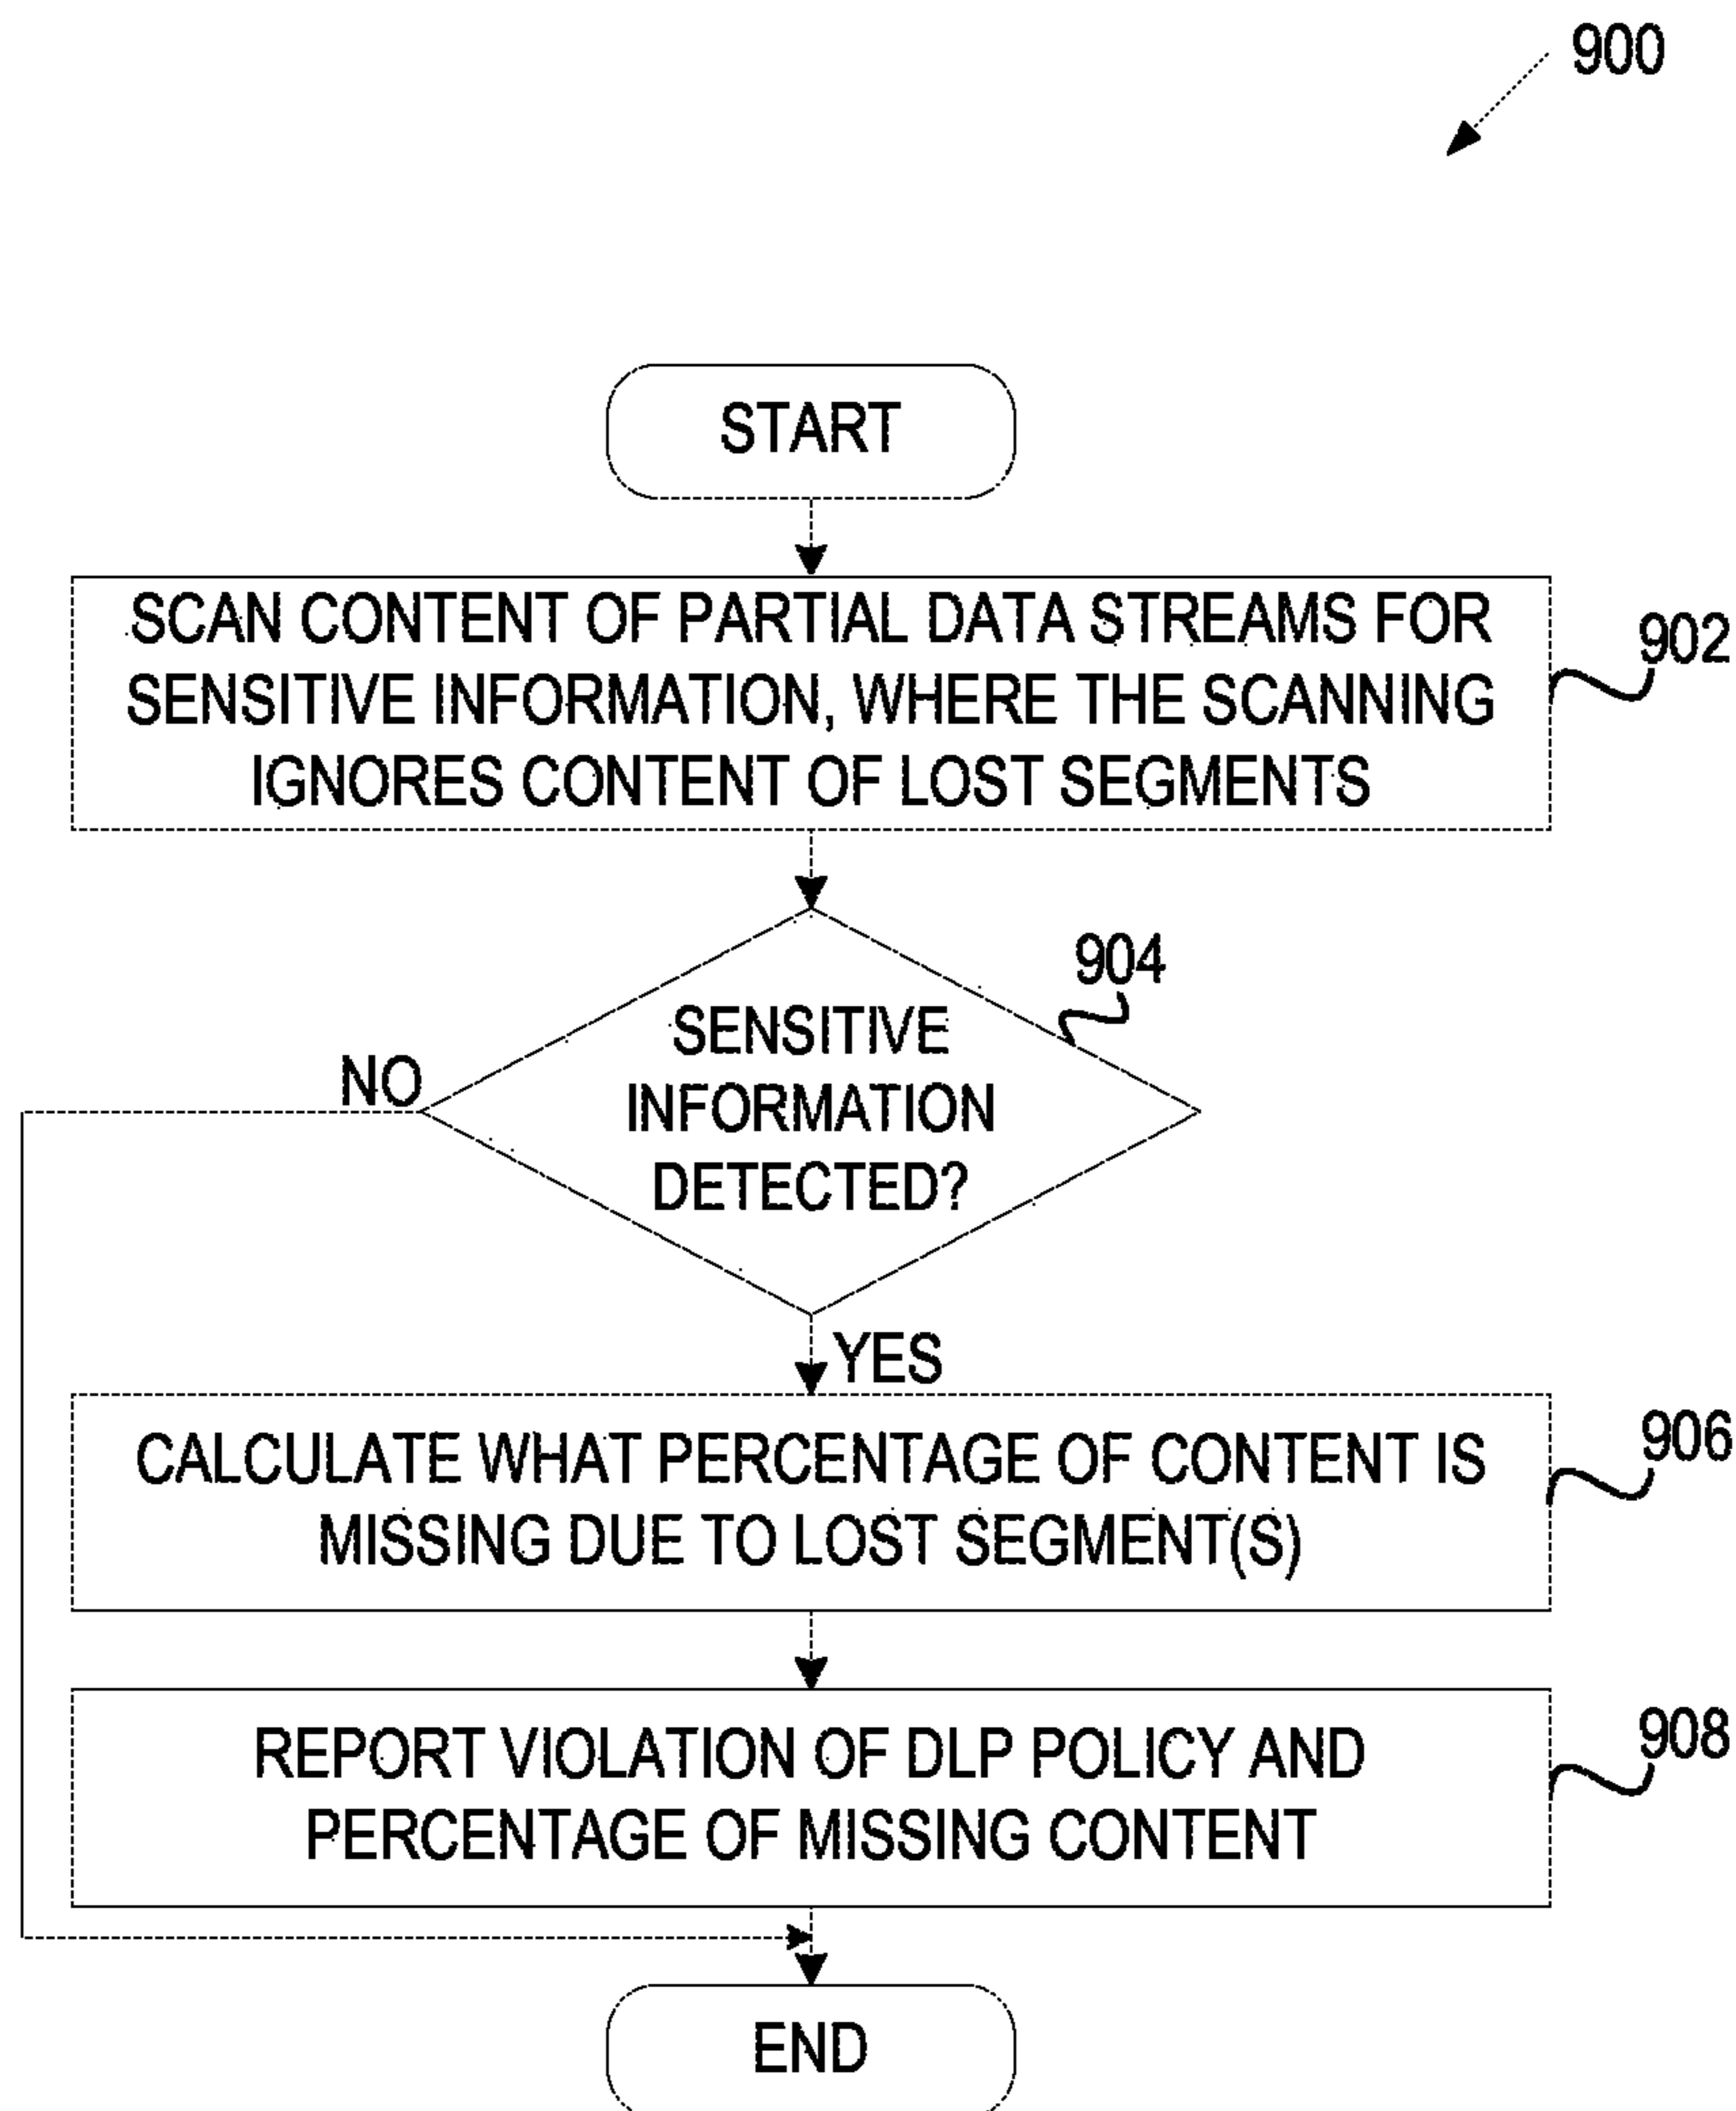 900
START
SCAN CONTENT OF PARTIAL DATA STREAMS FOR
SENSITIVE INFORMATION, WHERE THE SCANNING
IGNORES CONTENT OF LOST SEGMENTS
902
904
SENSITIVE
INFORMATION
DETECTED?
NO
YES
CALCULATE WHAT PERCENTAGE OF CONTENT IS
MISSING DUE TO LOST SEGMENT(S)
906
REPORT VIOLATION OF DLP POLICY AND
PERCENTAGE OF MISSING CONTENT
908
END